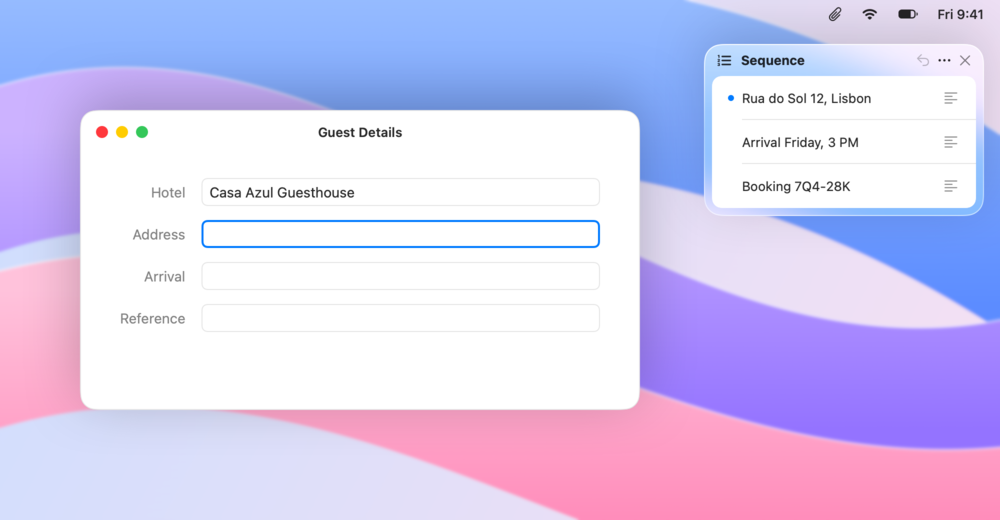 Fri 9:41
Sequence
Rua do Sol 12, Lisbon
Arrival Friday, 3 PM
Booking 7Q4-28K
Guest Details
Hotel Casa Azul Guesthouse
Address
Arrival
Reference